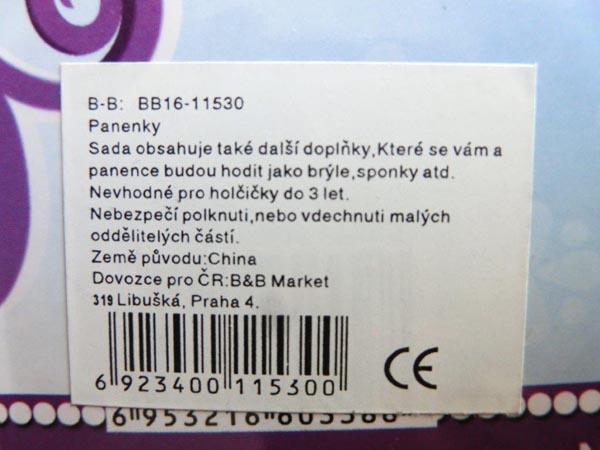 B-B: BB16-11530
Panenky
Sada obsahuje také další doplňky,Které se vám a
panence budou hodit jako brýle,sponky atd.
Nevhodné pro holčičky do 3 let.
Nebezpečí polknuti,nebo vdechnuti malých
oddělitelých částí.
Země původu:China
Dovozce pro ČR:B&B Market
319 Libušká, Praha 4.
6 923400 115300
CE